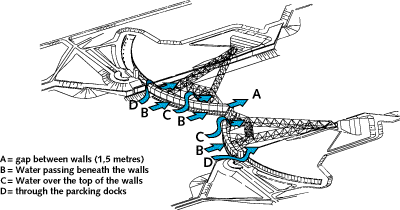 A
D
B
C
B
C
B
D
A = gap between walls (1,5 metres)
B = Water passing beneath the walls
C = Water over the top of the walls
D = through the parcking docks